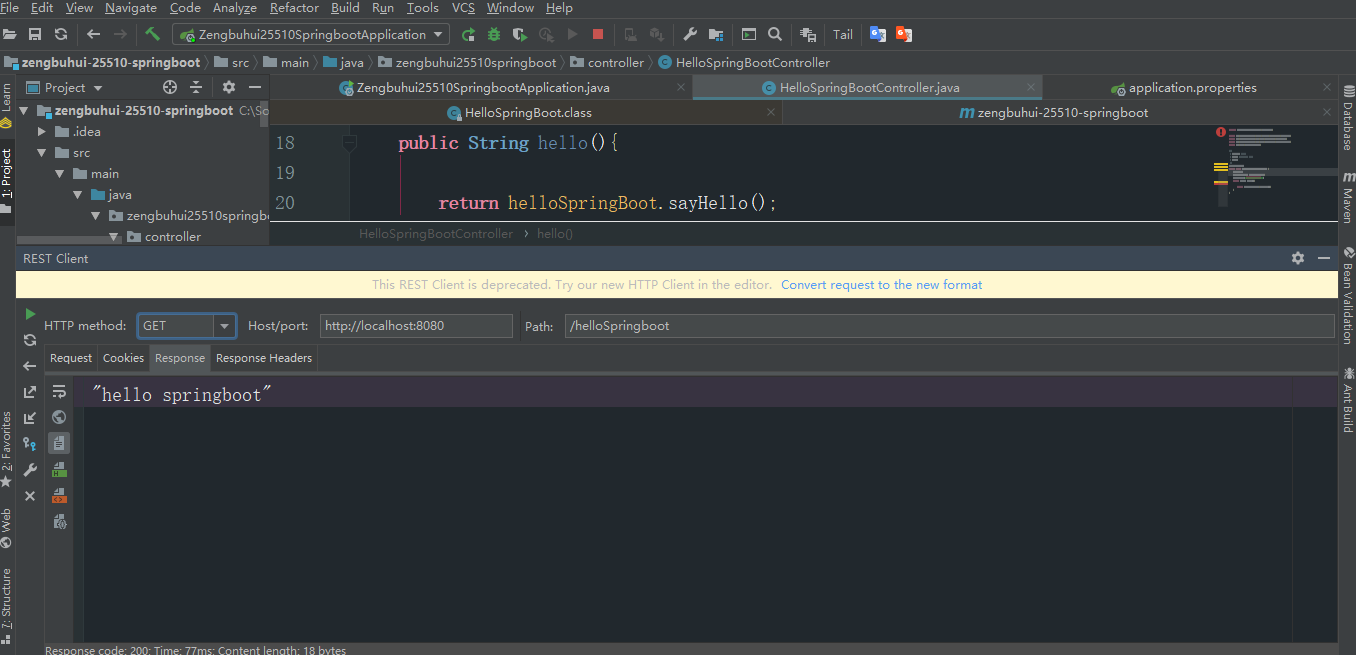 File Edit View Navigate Code Analyze Refactor Build Run Tools VCS Window Help
Zengbuhui25510SpringbootApplication Tail
zengbuhui-25510-springboot src main java zengbuhui25510springboot controller HelloSpringBootController
Learn
1: Project
2: Favorites
Web
7: Structure
Project
zengbuhui-25510-springboot C:\So
.idea
src
main
java
zengbuhui25510springbo
controller
Zengbuhui25510SpringbootApplication.java HelloSpringBootController.java application.properties
HelloSpringBoot.class zengbuhui-25510-springboot
18 public String hello(){
19
20 return helloSpringBoot.sayHello();
HelloSpringBootController › hello()
REST Client
This REST Client is deprecated. Try our new HTTP Client in the editor. Convert request to the new format
HTTP method: GET Host/port: http://localhost:8080 Path: /helloSpringboot
Request Cookies Response Response Headers
"hello springboot"
Response code: 200; Time: 77ms; Content length: 18 bytes
Database
Maven
Bean Validation
Ant Build